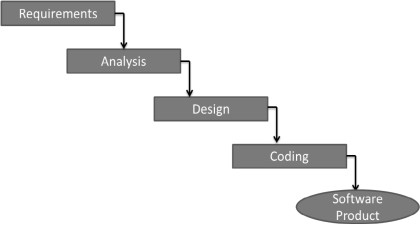 Requirements
Analysis
Design
Coding
Software
Product